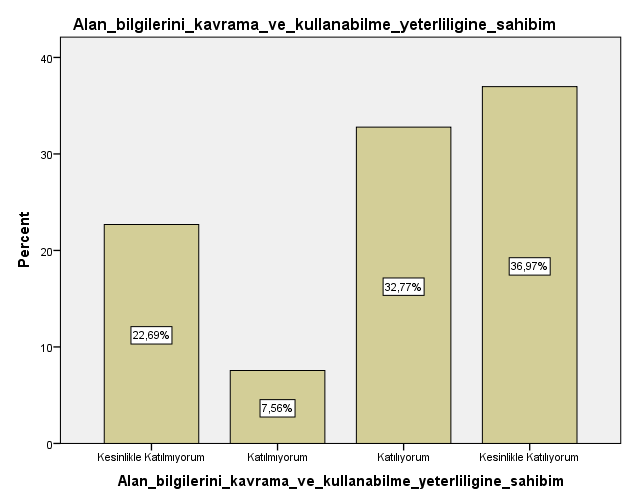 Alan_bilgilerini_kavrama_ve_kullanabilme_yeterliligine_sahibim
40
30
20
10
0
Percent
22,69%
7,56%
32,77%
36,97%
Kesinlikle Katılmıyorum
Katılmıyorum
Katılıyorum
Kesinlikle Katılıyorum
Alan_bilgilerini_kavrama_ve_kullanabilme_yeterliligine_sahibim